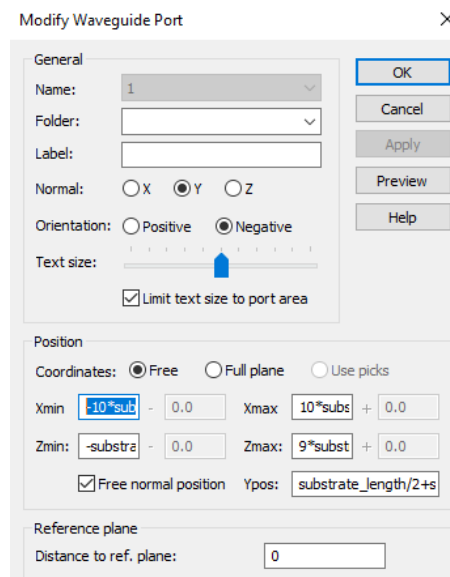 Modify Waveguide Port
General
OK
Name: 1
Cancel
Folder:
Label:
Apply
Normal: X Y Z
Preview
Orientation: Positive Negative
Help
Text size:
Limit text size to port area
Position
Coordinates: Free Full plane Use picks
Xmin -10*sub - 0.0 Xmax 10*subs + 0.0
Zmin: -substra - 0.0 Zmax: 9*subst + 0.0
Free normal position Ypos: substrate_length/2+s
Reference plane
Distance to ref. plane: 0